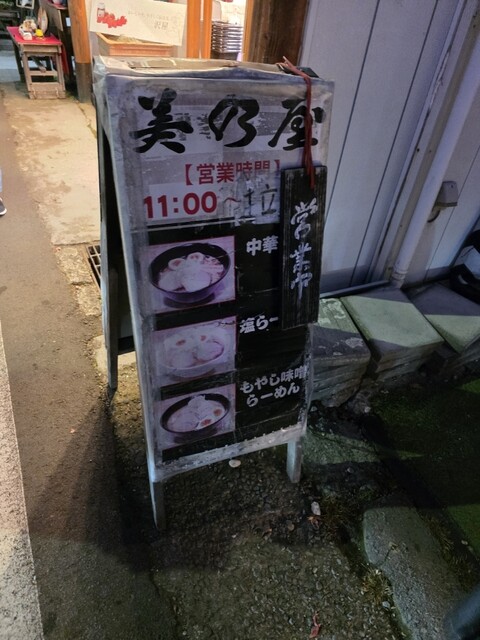 美乃屋
【営業時間】
11:00～
営業中
中華
塩らー
もやし味噌
らーめん